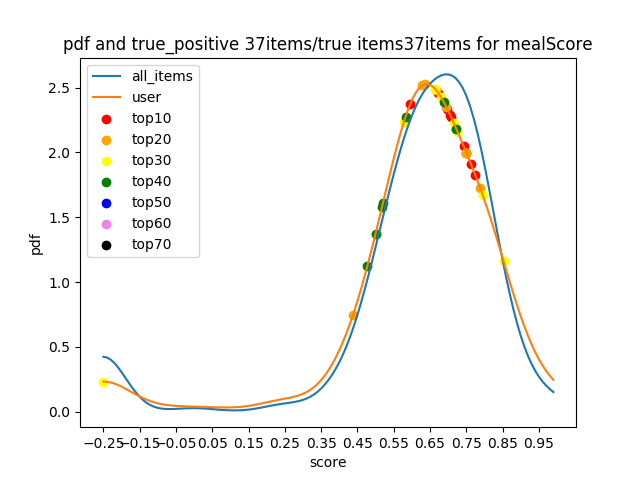 pdf and true_positive 37items/true items37items for mealScore
all_items
user
top10
top20
top30
top40
top50
top60
top70
pdf
2.5
2.0
1.5
1.0
0.5
0.0
−0.25 −0.15 −0.05 0.05 0.15 0.25 0.35 0.45 0.55 0.65 0.75 0.85 0.95
score